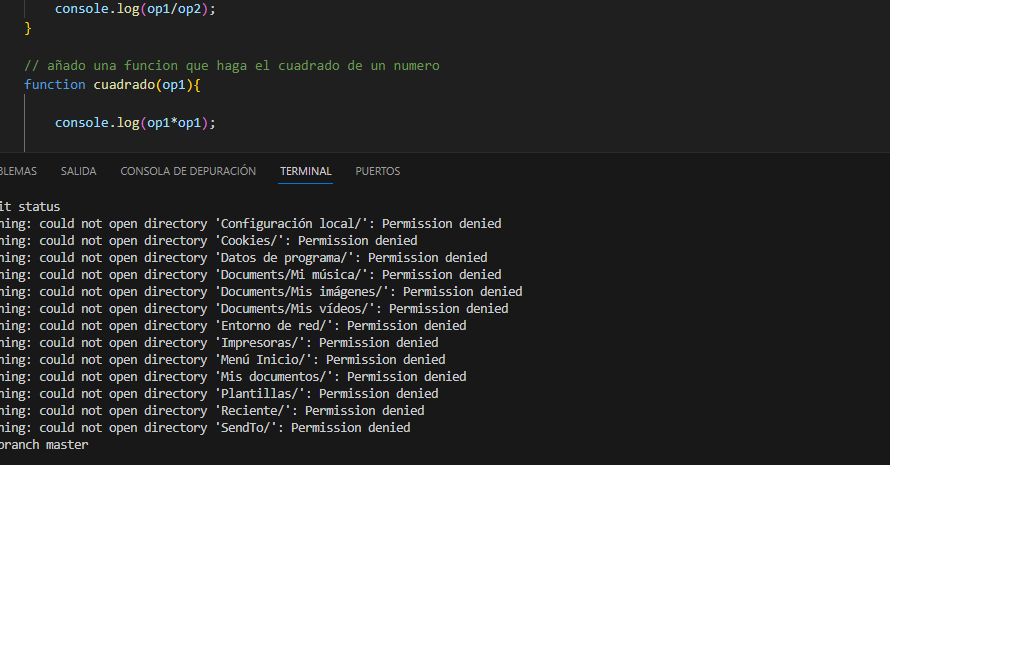 console.log(op1/op2);
}
// añado una funcion que haga el cuadrado de un numero
function cuadrado(op1){
console.log(op1*op1);
BLEMAS SALIDA CONSOLA DE DEPURACIÓN TERMINAL PUERTOS
it status
ning: could not open directory 'Configuración local/': Permission denied
ning: could not open directory 'Cookies/': Permission denied
ning: could not open directory 'Datos de programa/': Permission denied
ning: could not open directory 'Documents/Mi música/': Permission denied
ning: could not open directory 'Documents/Mis imágenes/': Permission denied
ning: could not open directory 'Documents/Mis vídeos/': Permission denied
ning: could not open directory 'Entorno de red/': Permission denied
ning: could not open directory 'Impresoras/': Permission denied
ning: could not open directory 'Menú Inicio/': Permission denied
ning: could not open directory 'Mis documentos/': Permission denied
ning: could not open directory 'Plantillas/': Permission denied
ning: could not open directory 'Reciente/': Permission denied
ning: could not open directory 'SendTo/': Permission denied
branch master